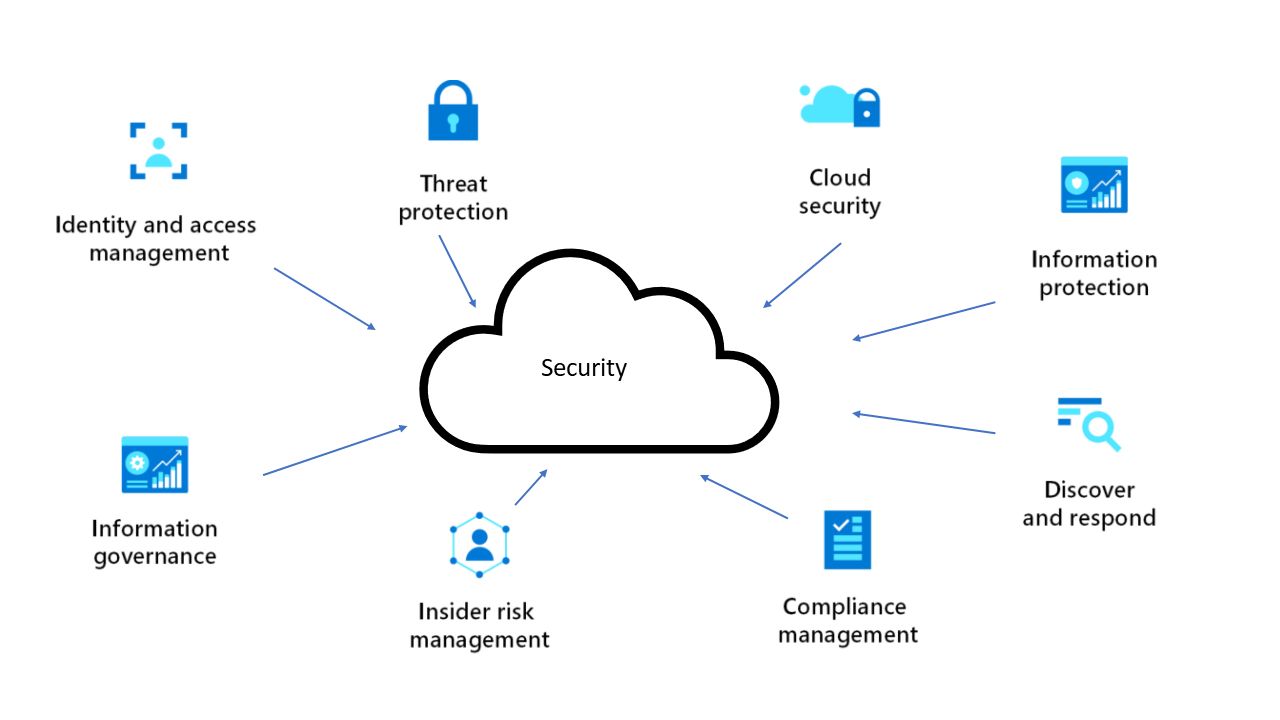 Threat
protection
Cloud
security
Identity and access
management
Information
protection
Security
Discover
and respond
Information
governance
Insider risk
management
Compliance
management